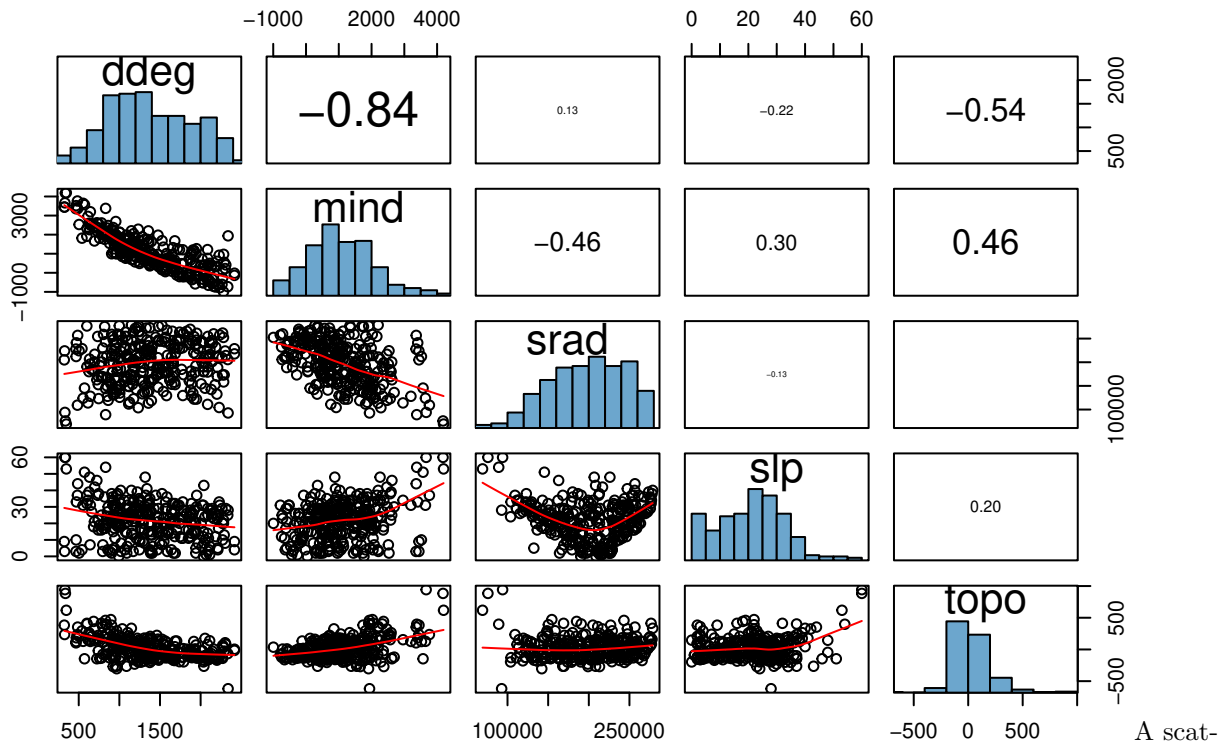 −1000 2000 4000 0 20 40 60
ddeg −0.84 0.13 −0.22 −0.54 500 2000
−1000 3000 mind −0.46 0.30 0.46
srad −0.13 100000
0 30 60 slp 0.20
topo −500 500
500 1500 100000 250000 −500 0 500
A scat-